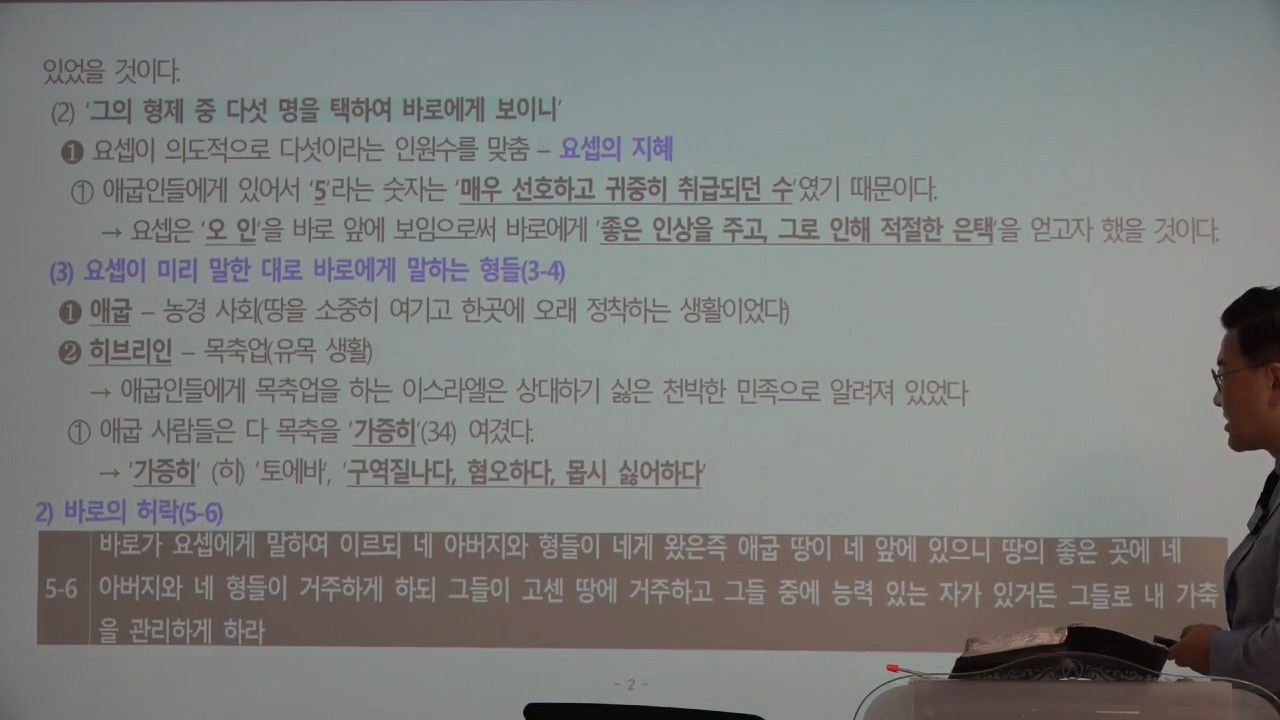 있었을 것이다.
(2) '그의 형제 중 다섯 명을 택하여 바로에게 보이니'
❶ 요셉이 의도적으로 다섯이라는 인원수를 맞춤 – 요셉의 지혜
① 애굽인들에게 있어서 '5'라는 숫자는 '매우 선호하고 귀중히 취급되던 수'였기 때문이다.
→ 요셉은 '오 인'을 바로 앞에 보임으로써 바로에게 '좋은 인상을 주고, 그로 인해 적절한 은택'을 얻고자 했을 것이다.
(3) 요셉이 미리 말한 대로 바로에게 말하는 형들(3-4)
❶ 애굽 – 농경 사회(땅을 소중히 여기고 한곳에 오래 정착하는 생활이었다)
❷ 히브리인 – 목축업(유목 생활)
→ 애굽인들에게 목축업을 하는 이스라엘은 상대하기 싫은 천박한 민족으로 알려져 있었다
① 애굽 사람들은 다 목축을 '가증히'(34) 여겼다.
→ '가증히' (히) '토에바', '구역질나다, 혐오하다, 몹시 싫어하다'
2) 바로의 허락(5-6)
바로가 요셉에게 말하여 이르되 네 아버지와 형들이 네게 왔은즉 애굽 땅이 네 앞에 있으니 땅의 좋은 곳에 네
5-6 아버지와 네 형들이 거주하게 하되 그들이 고센 땅에 거주하고 그들 중에 능력 있는 자가 있거든 그들로 내 가축
을 관리하게 하라
- 2 -